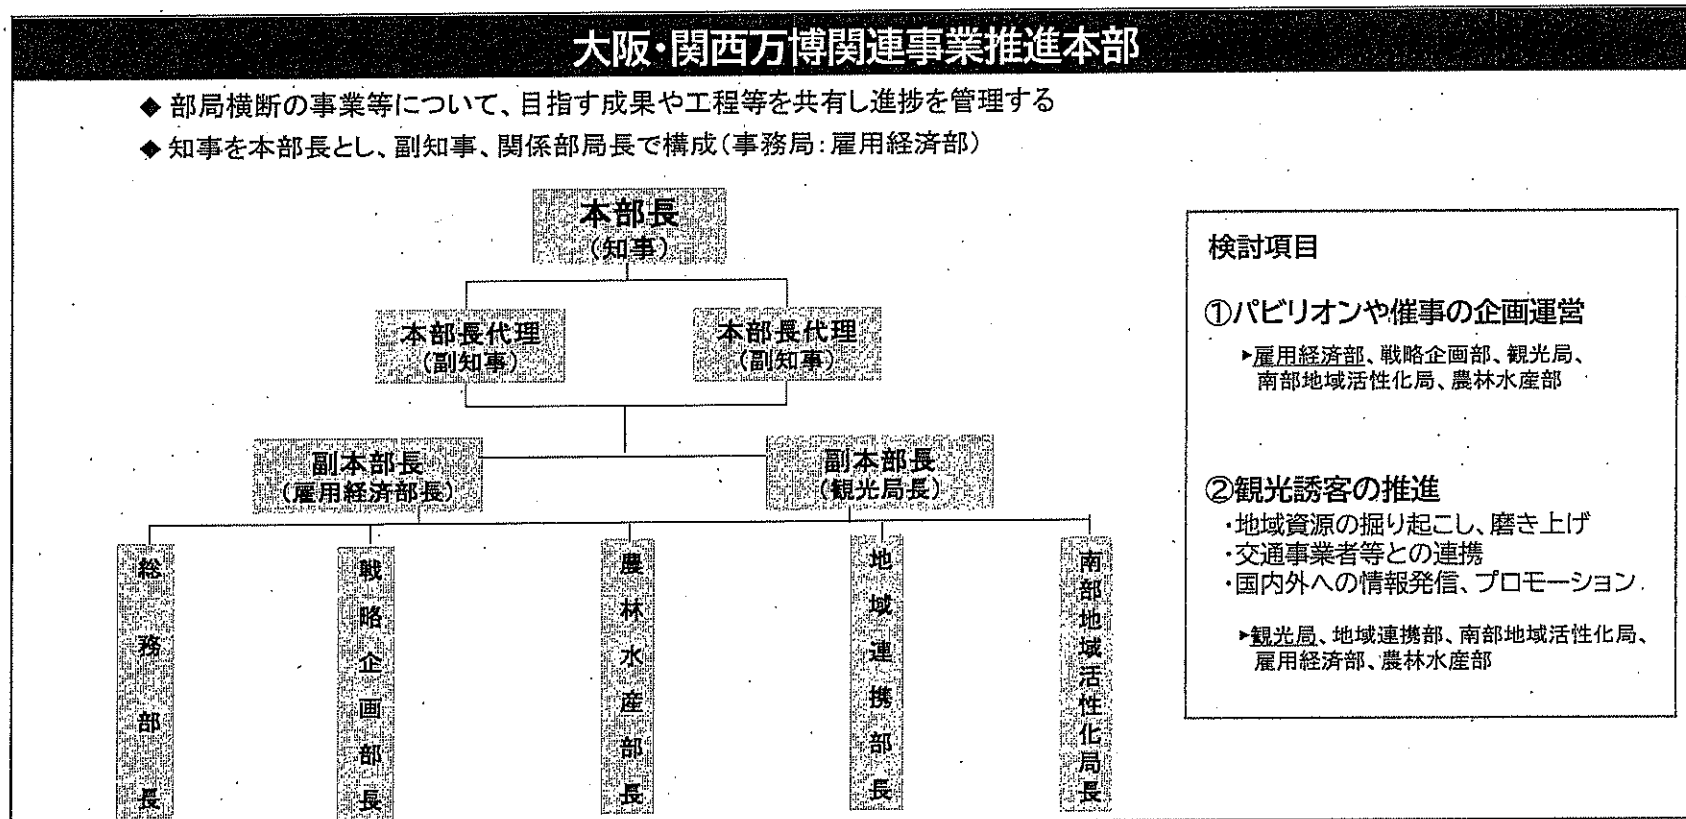 大阪・関西万博関連事業推進本部
◆ 部局横断の事業等について、目指す成果や工程等を共有し進捗を管理する
◆ 知事を本部長とし、副知事、関係部局長で構成(事務局:雇用経済部)
本部長
(知事)
本部長代理
(副知事)
本部長代理
(副知事)
副本部長
(雇用経済部長)
副本部長
(観光局長)
総務部長
戦略企画部長
農林水産部長
地域連携部長
南部地域活性化局長
検討項目
①パビリオンや催事の企画運営
▶雇用経済部、戦略企画部、観光局、
南部地域活性化局、農林水産部
②観光誘客の推進
・地域資源の掘り起こし、磨き上げ
・交通事業者等との連携
・国内外への情報発信、プロモーション
▶観光局、地域連携部、南部地域活性化局、
雇用経済部、農林水産部